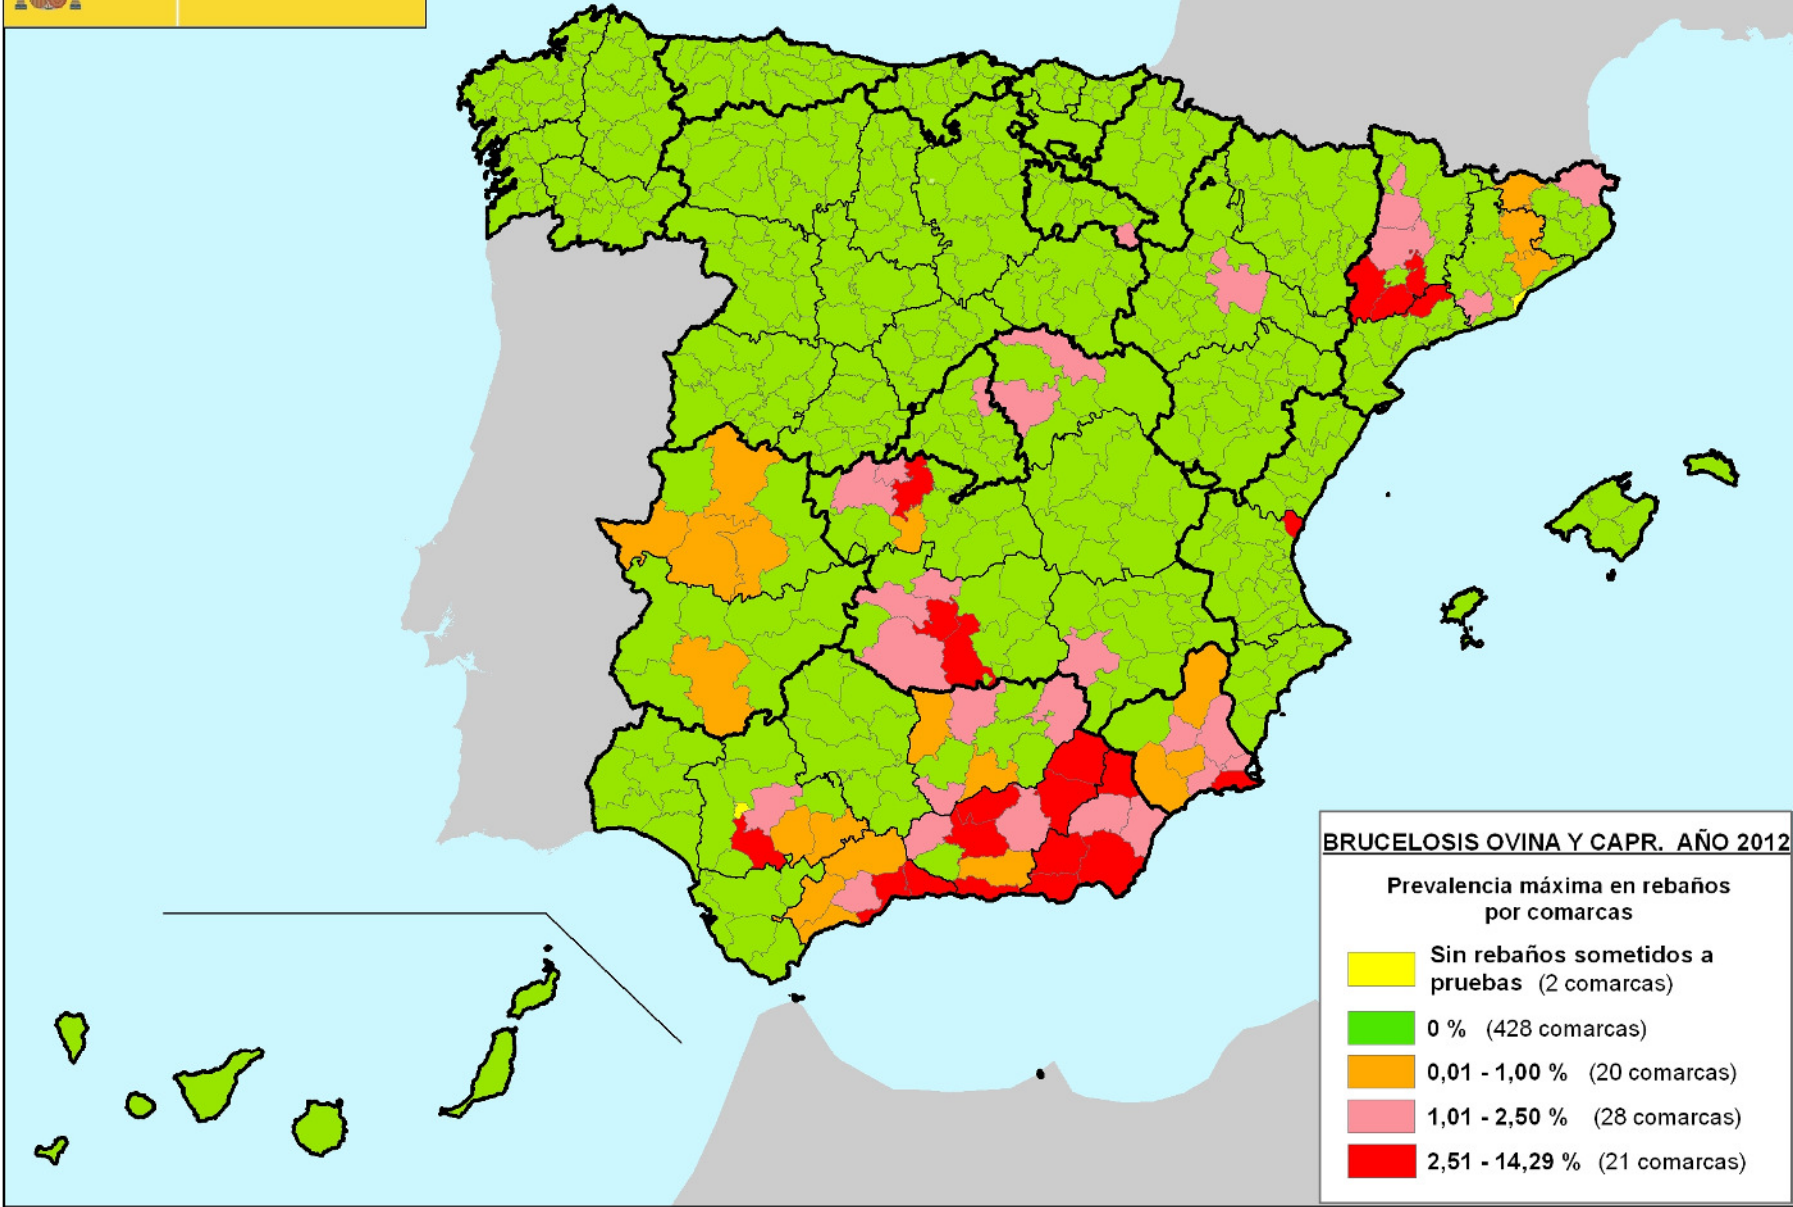 BRUCELOSIS OVINA Y CAPR. AÑO 2012
Prevalencia máxima en rebaños
por comarcas
Sin rebaños sometidos a
pruebas (2 comarcas)
0 % (428 comarcas)
0,01 - 1,00 % (20 comarcas)
1,01 - 2,50 % (28 comarcas)
2,51 - 14,29 % (21 comarcas)